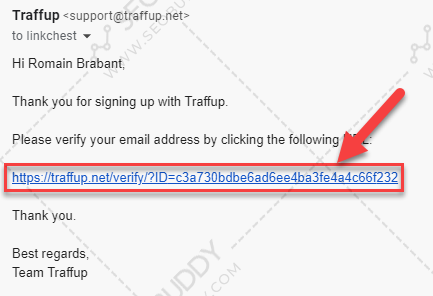 Traffup <support@traffup.net>
to linkchest
Hi Romain Brabant,
Thank you for signing up with Traffup.
Please verify your email address by clicking the following
https://traffup.net/verify/?ID=c3a730bdbe6ad6ee4ba3fe4a4c66f232
Thank you.
Best regards,
Team Traffup